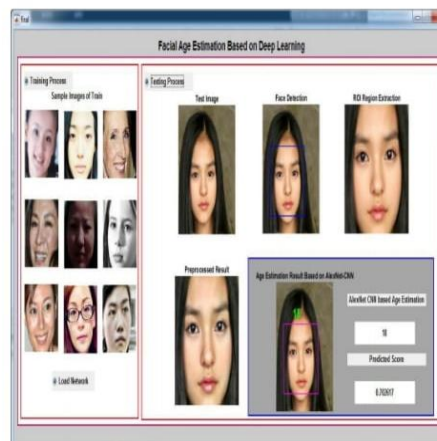 Final
Facial Age Estimation Based on Deep Learning
Training Process
Sample Images of Train
Load Network
Testing Process
Test Image
Face Detection
ROI Region Extraction
Preprocessed Result
Age Estimation Result Based on AlexNet-CNN
AlexNet CNN based Age Estimation
18
Predicted Score
0.702617